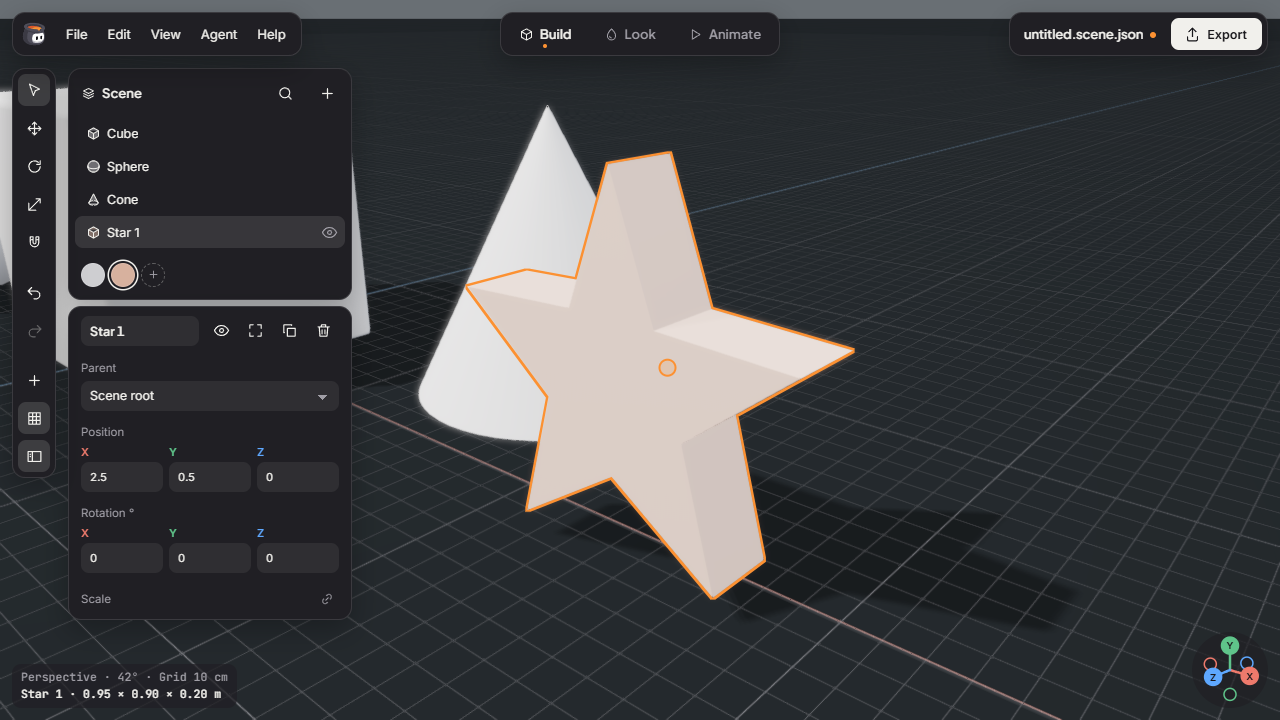 File Edit View Agent Help
Build Look Animate
untitled.scene.json Export
Scene
Cube
Sphere
Cone
Star 1
Star 1
Parent
Scene root
Position
X Y Z
2.5 0.5 0
Rotation °
X Y Z
0 0 0
Scale
Perspective · 42° · Grid 10 cm
Star 1 · 0.95 × 0.90 × 0.20 m
Y
Z X